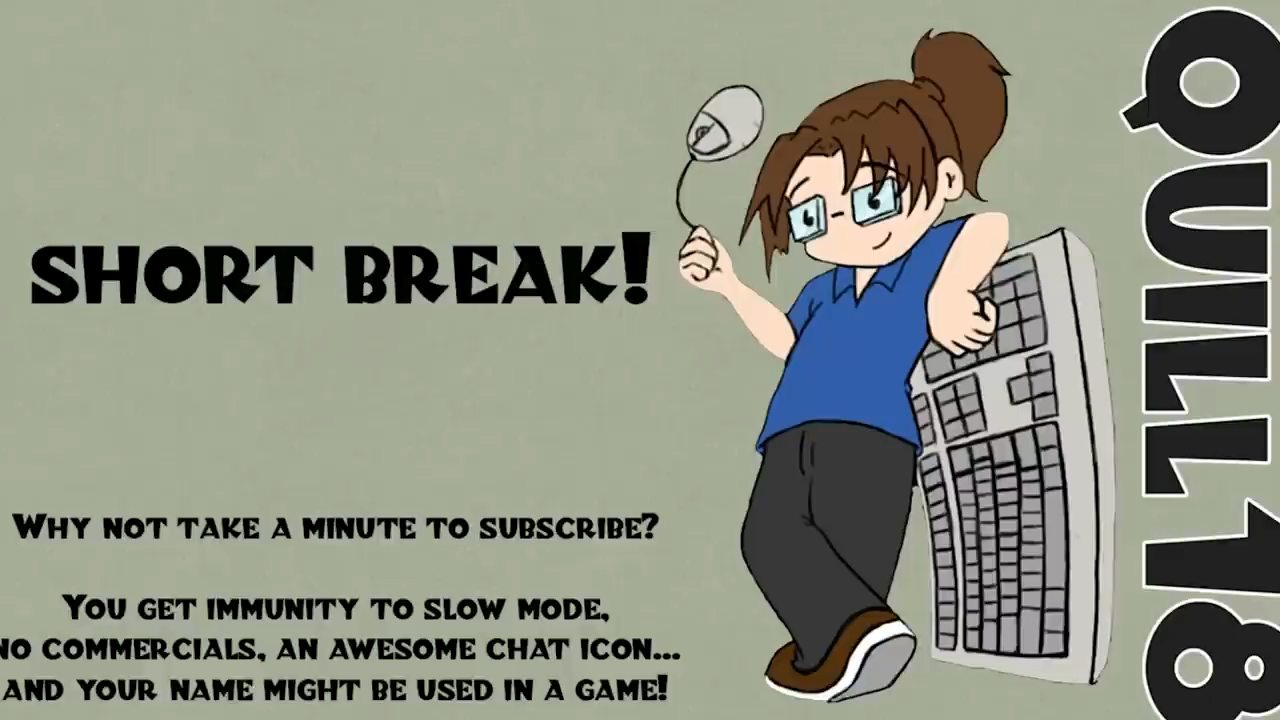 SHORT BREAK!
WHY NOT TAKE A MINUTE TO SUBSCRIBE?
YOU GET IMMUNITY TO SLOW MODE,
NO COMMERCIALS, AN AWESOME CHAT ICON...
AND YOUR NAME MIGHT BE USED IN A GAME!
QUILL18